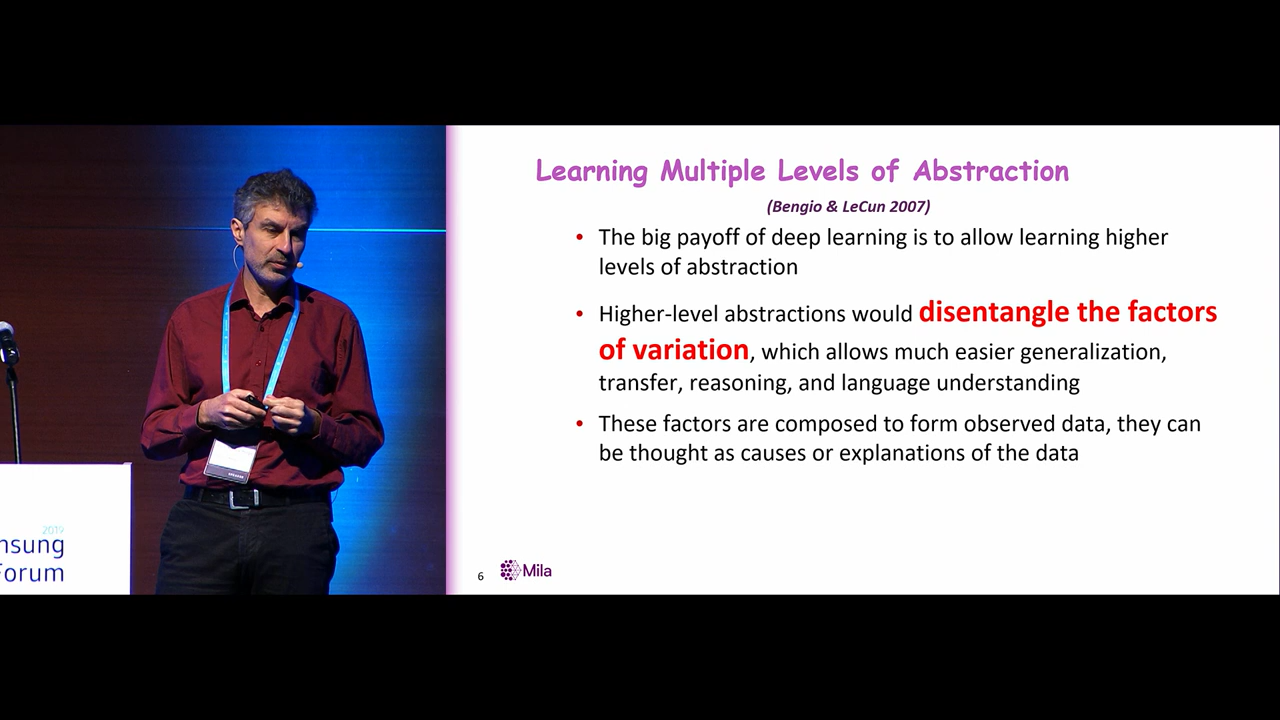 2019
nsung
Forum
Learning Multiple Levels of Abstraction
(Bengio & LeCun 2007)
• The big payoff of deep learning is to allow learning higher
levels of abstraction
• Higher-level abstractions would disentangle the factors
of variation, which allows much easier generalization,
transfer, reasoning, and language understanding
• These factors are composed to form observed data, they can
be thought as causes or explanations of the data
6
Mila